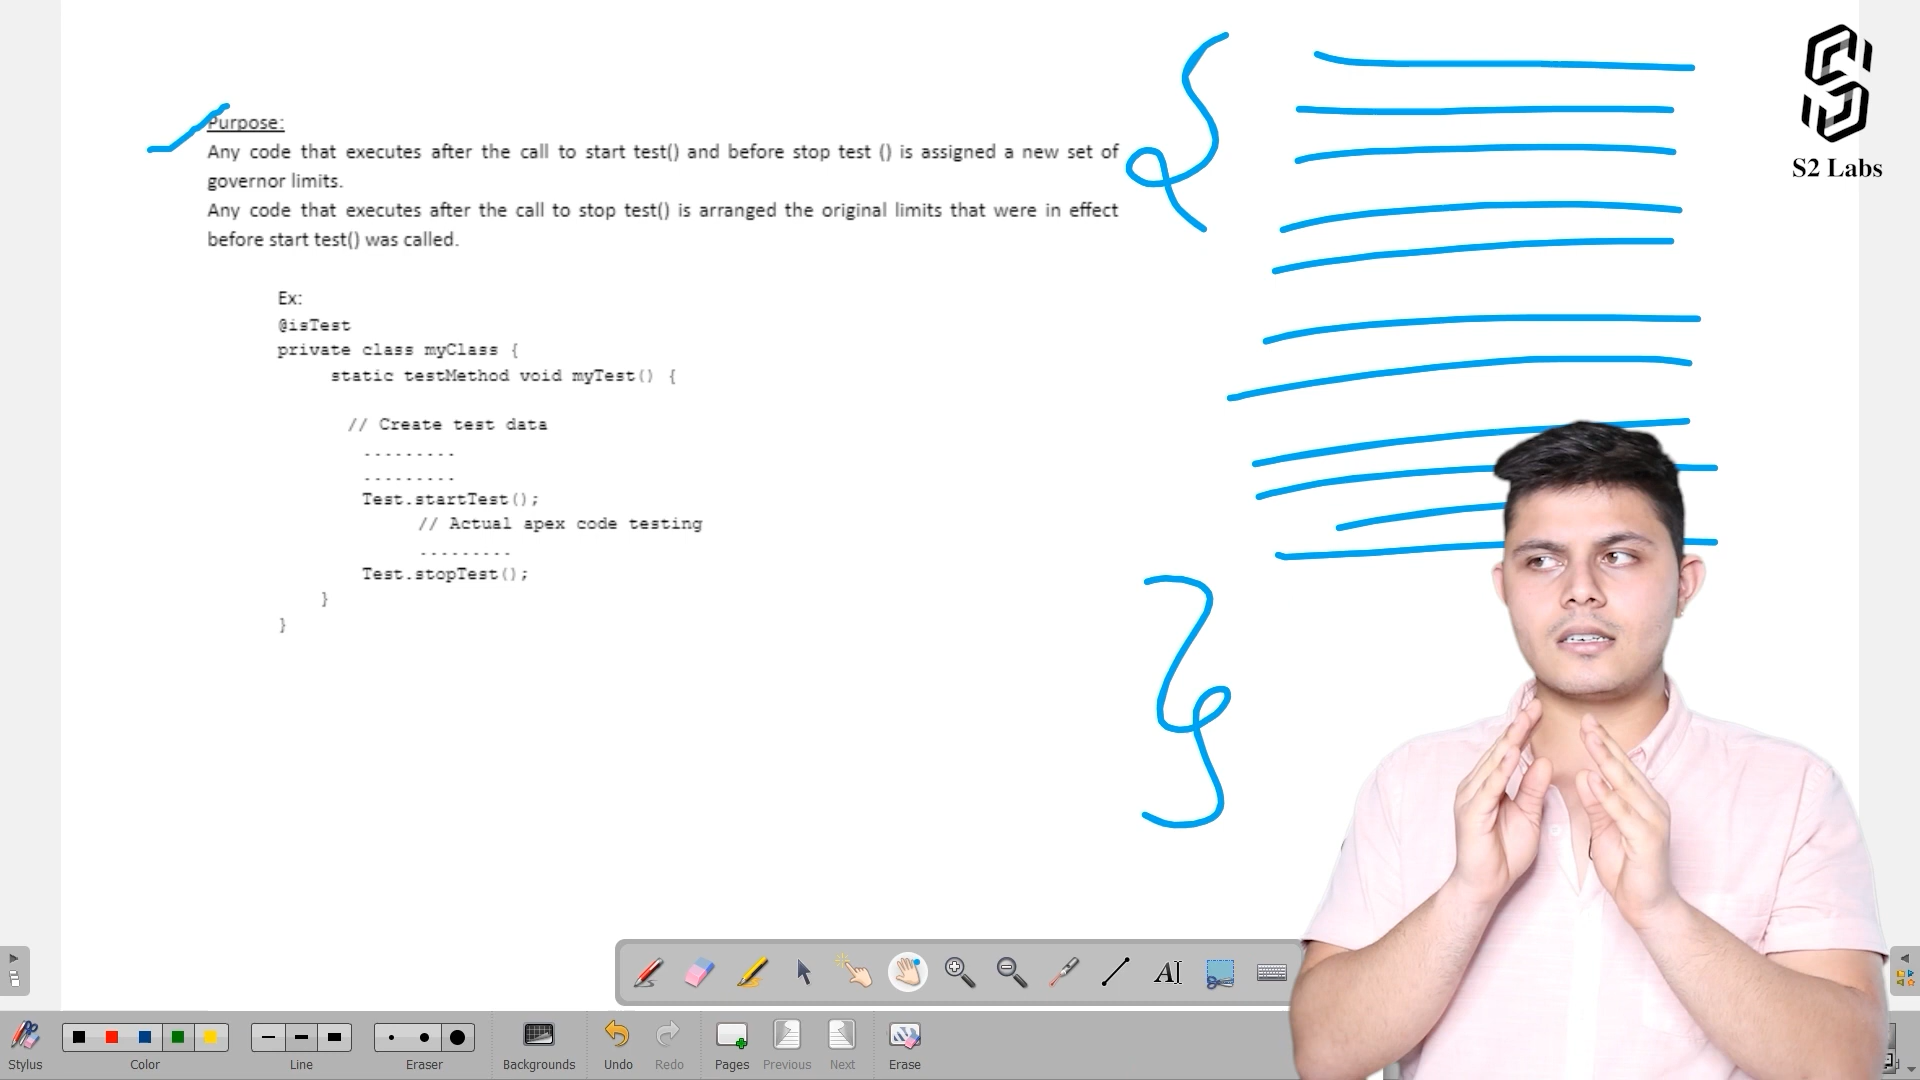 Purpose:
Any code that executes after the call to start test() and before stop test () is assigned a new set of
governor limits.
Any code that executes after the call to stop test() is arranged the original limits that were in effect
before start test() was called.
Ex:
@isTest
private class myClass {
static testMethod void myTest() {
// Create test data
.........
.........
Test.startTest();
// Actual apex code testing
.........
Test.stopTest();
}
}
S2 Labs
Stylus
Color
Line
Eraser
Backgrounds
Undo
Redo
Pages
Previous
Next
Erase